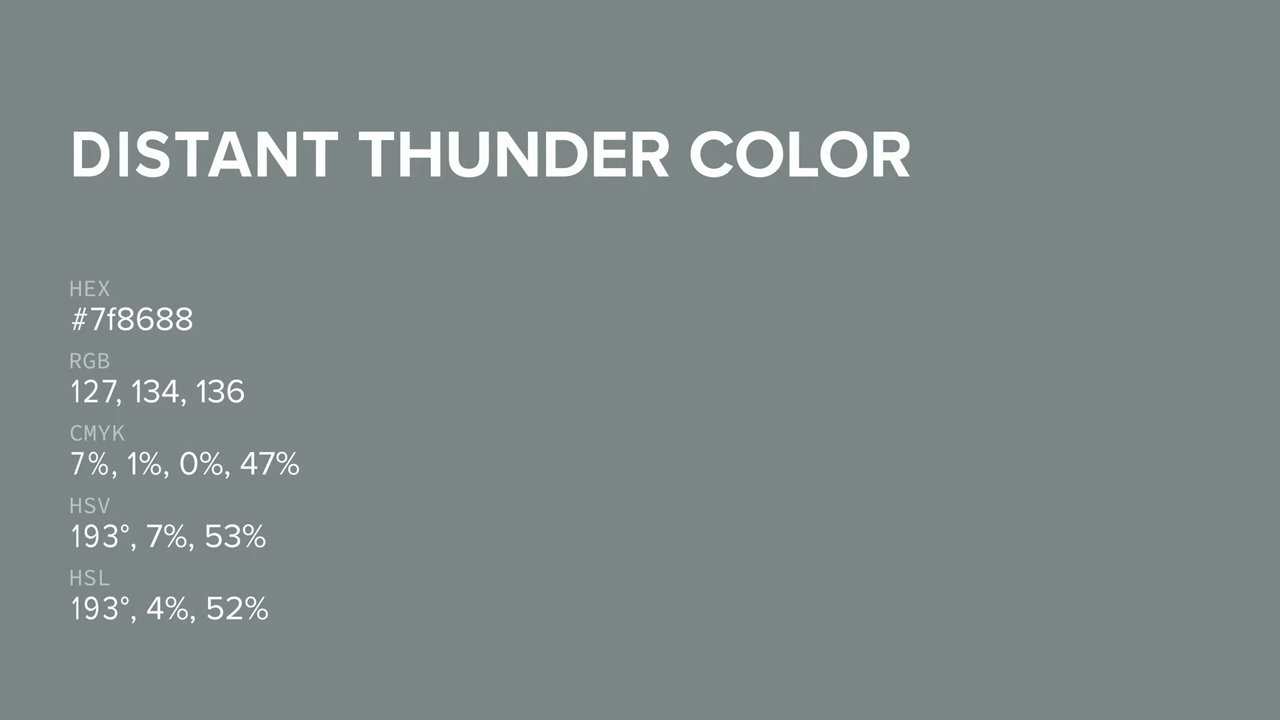 DISTANT THUNDER COLOR
HEX
#7f8688
RGB
127, 134, 136
CMYK
7%, 1%, 0%, 47%
HSV
193°, 7%, 53%
HSL
193°, 4%, 52%